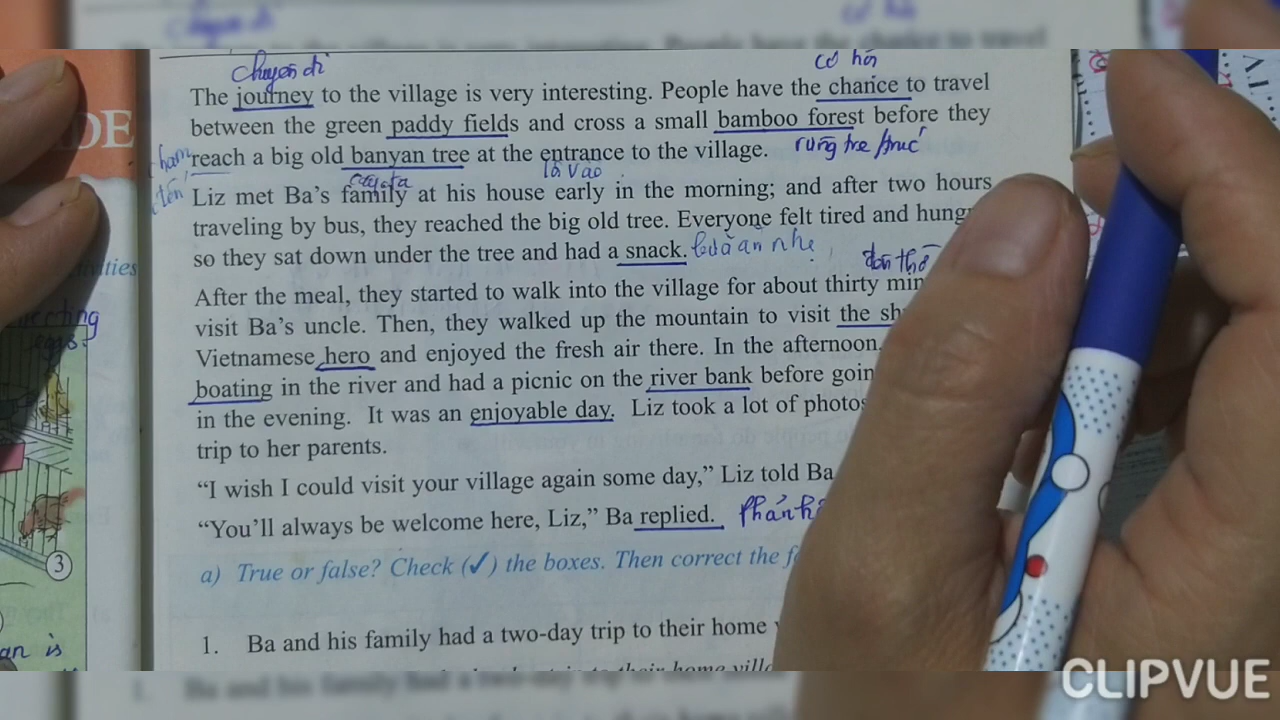 chuyến đi
cơ hội
The journey to the village is very interesting. People have the chance to travel
between the green paddy fields and cross a small bamboo forest before they
reach a big old banyan tree at the entrance to the village. rừng tre trúc
lối vào
Liz met Ba's family at his house early in the morning; and after two hours
traveling by bus, they reached the big old tree. Everyone felt tired and
so they sat down under the tree and had a snack. bữa ăn nhẹ
After the meal, they started to walk into the village for about thirty
visit Ba's uncle. Then, they walked up the mountain to visit the
Vietnamese hero and enjoyed the fresh air there. In the afternoon.
boating in the river and had a picnic on the river bank before
in the evening. It was an enjoyable day. Liz took a lot of photos
trip to her parents.
"I wish I could visit your village again some day," Liz told Ba
"You'll always be welcome here, Liz," Ba replied.
a) True or false? Check (✓) the boxes. Then correct the
3
1. Ba and his family had a two-day trip to their home
CLIPVUE